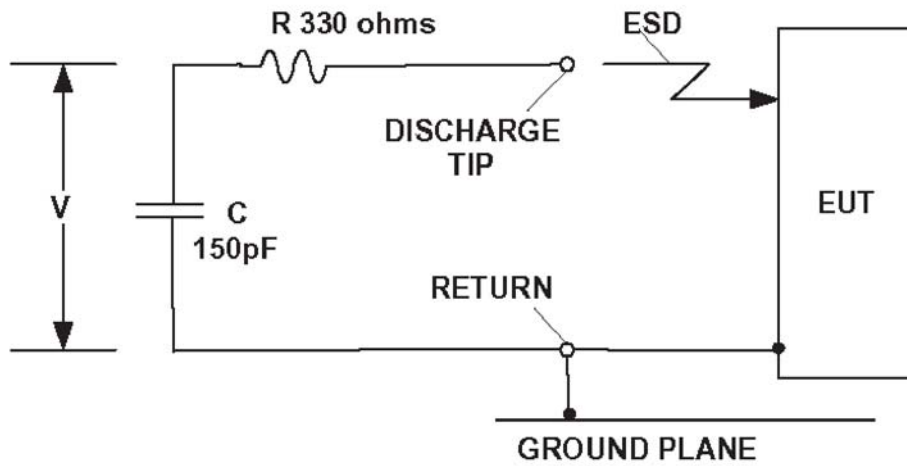 R 330 ohms
ESD
DISCHARGE
TIP
V
C
150pF
EUT
RETURN
GROUND PLANE